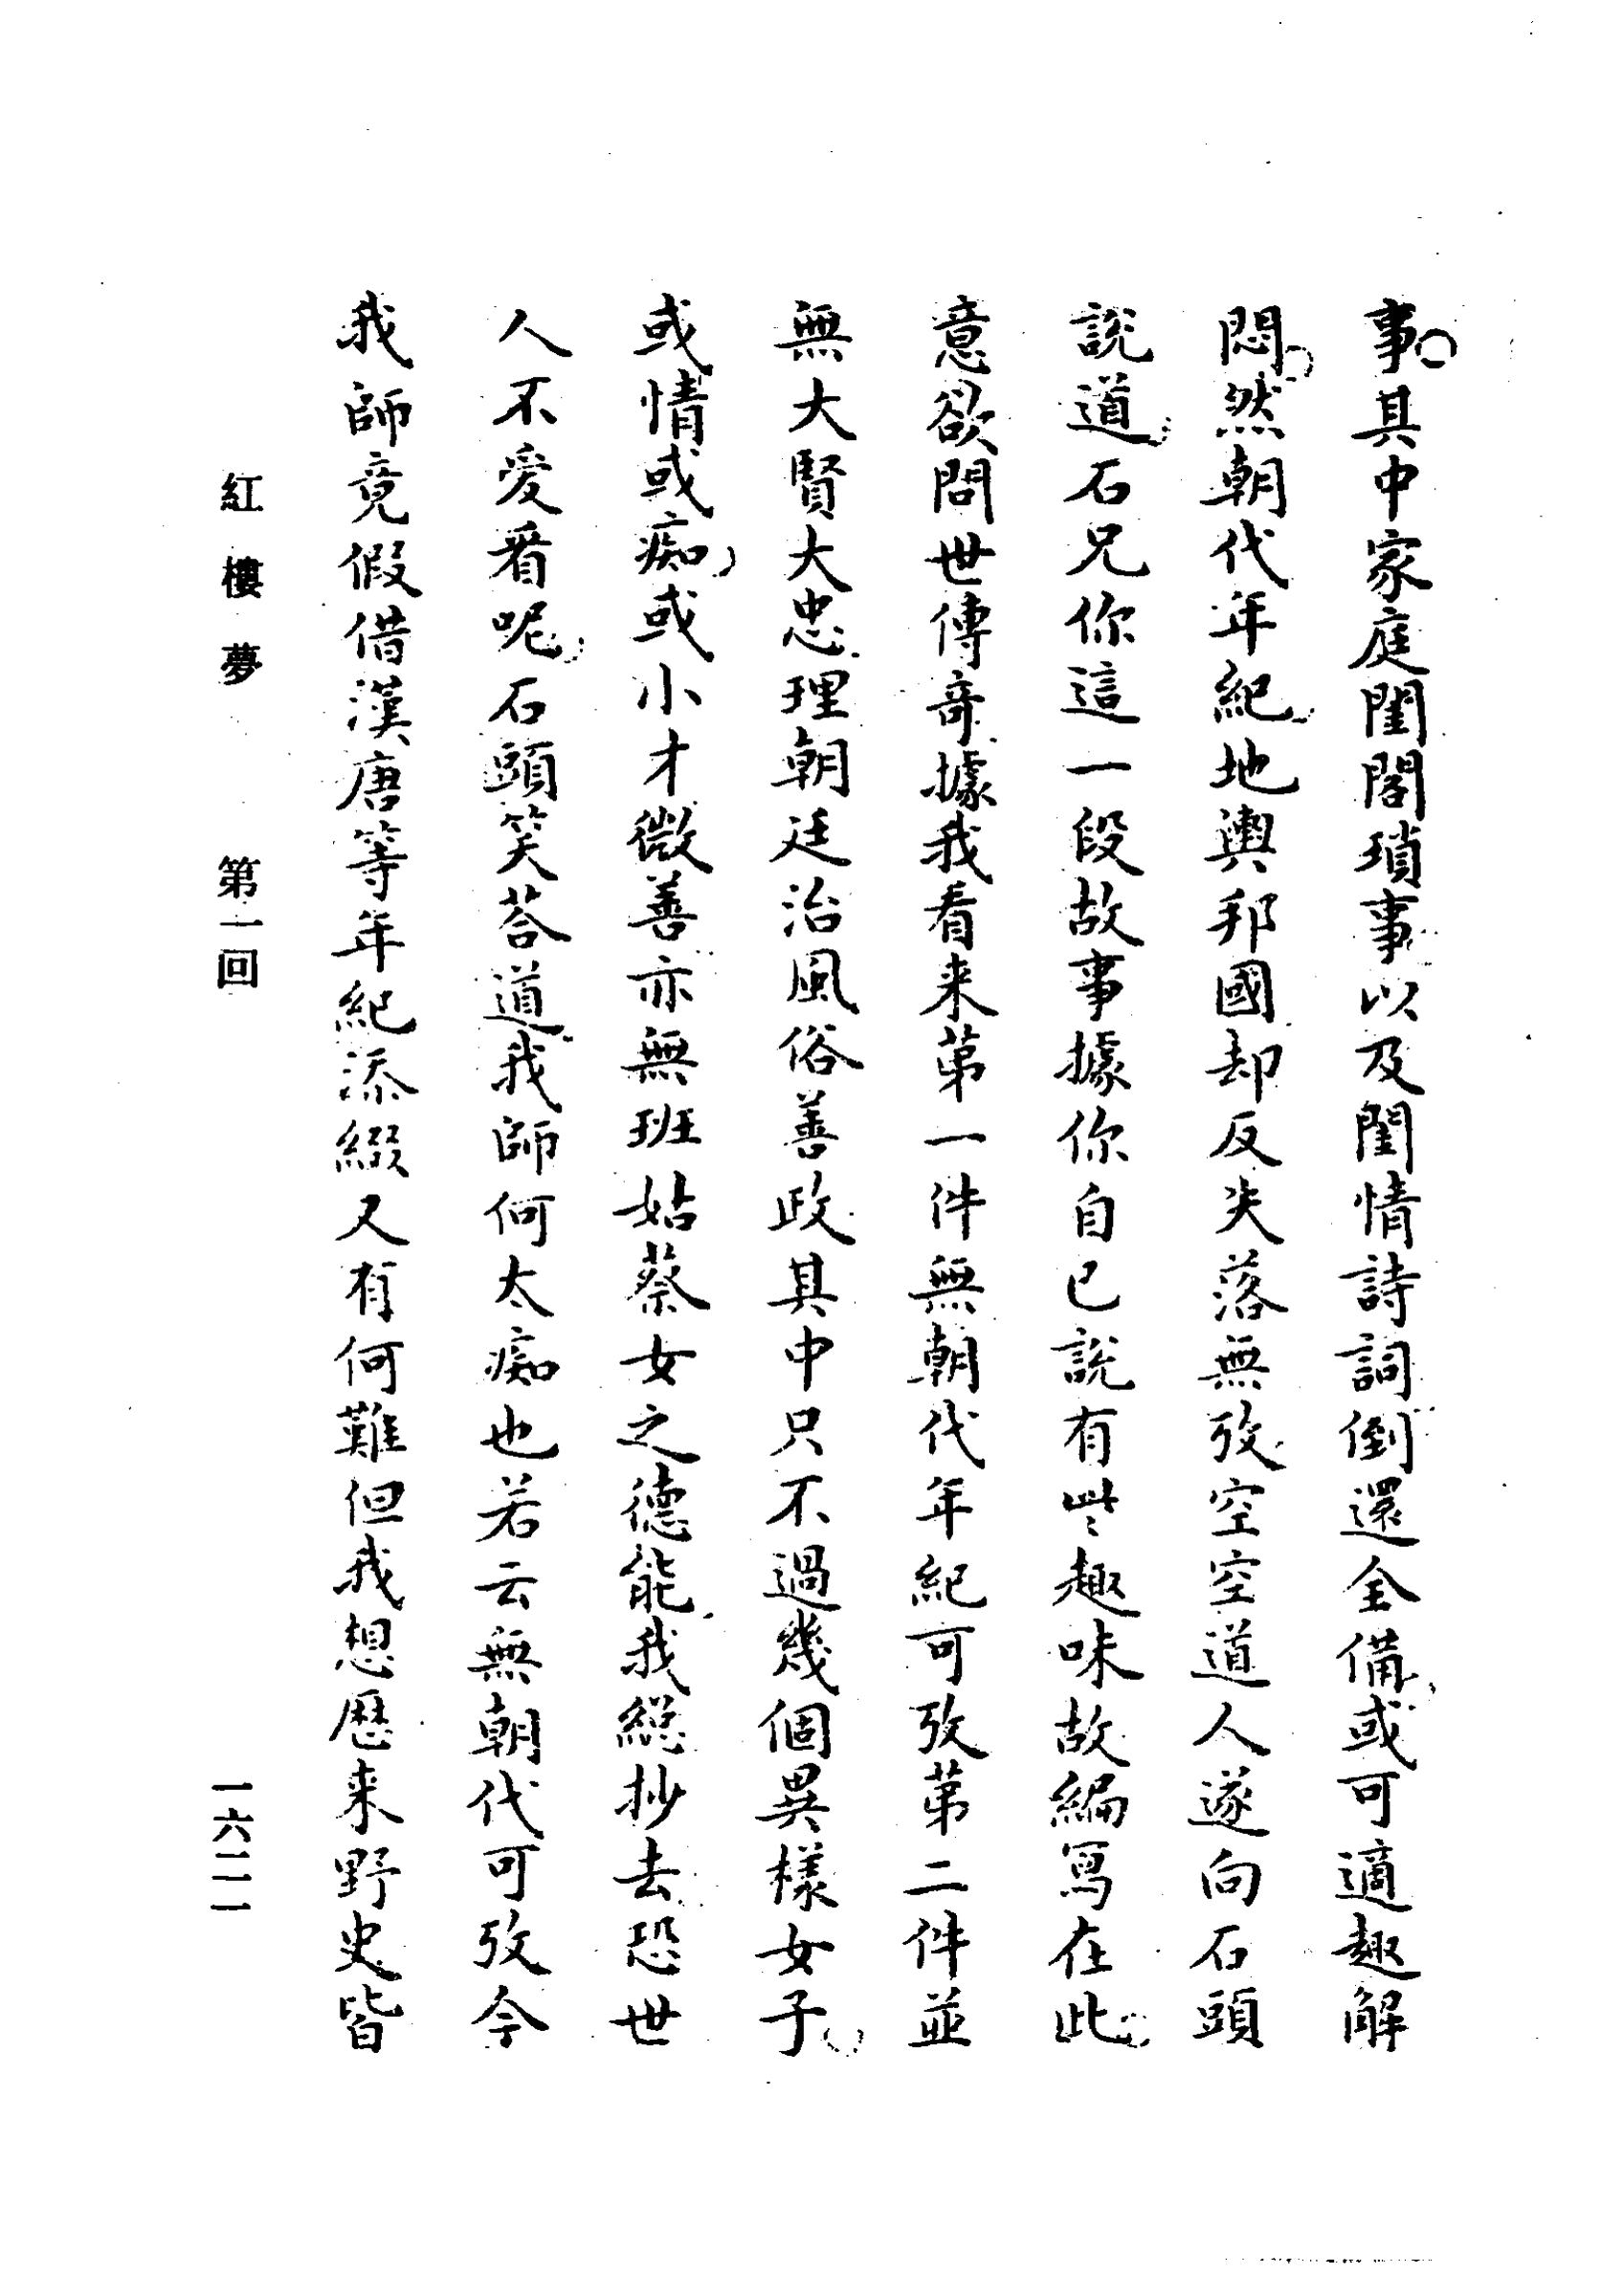 事其中家庭閨閣瑣事以及閨情詩詞倒還全備或可適趣解
悶然朝代年紀地輿邦國却反失落無攷空空道人遂向石頭
說道石兄你這一段故事據你自己說有些趣味故編寫在此
意欲問世傳奇據我看来第一件無朝代年紀可攷第二件並
無大賢大忠理朝廷治風俗善政其中只不過幾個異樣女子
或情或痴或小才微善亦無班姑蔡女之德能我縂抄去恐世
人不愛看呢石頭笑荅道我師何太痴也若云無朝代可攷今
我師竟假借漢唐等年紀添綴又有何難但我想歷来野史皆
紅樓夢 第一回 一六二一